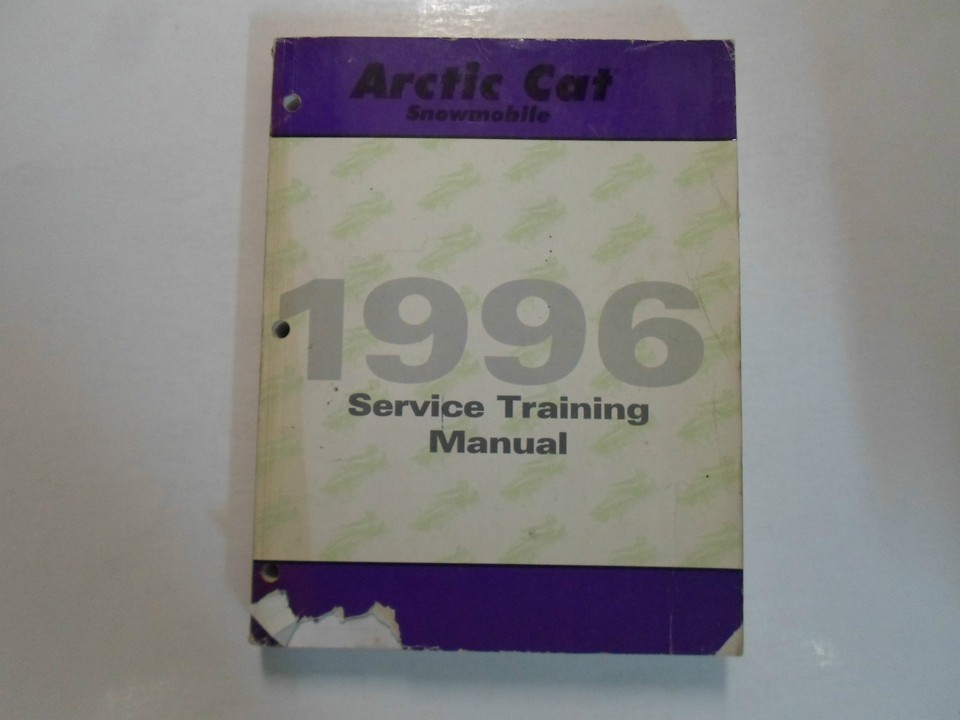 Arctic Cat
Snowmobile
1996
Service Training
Manual